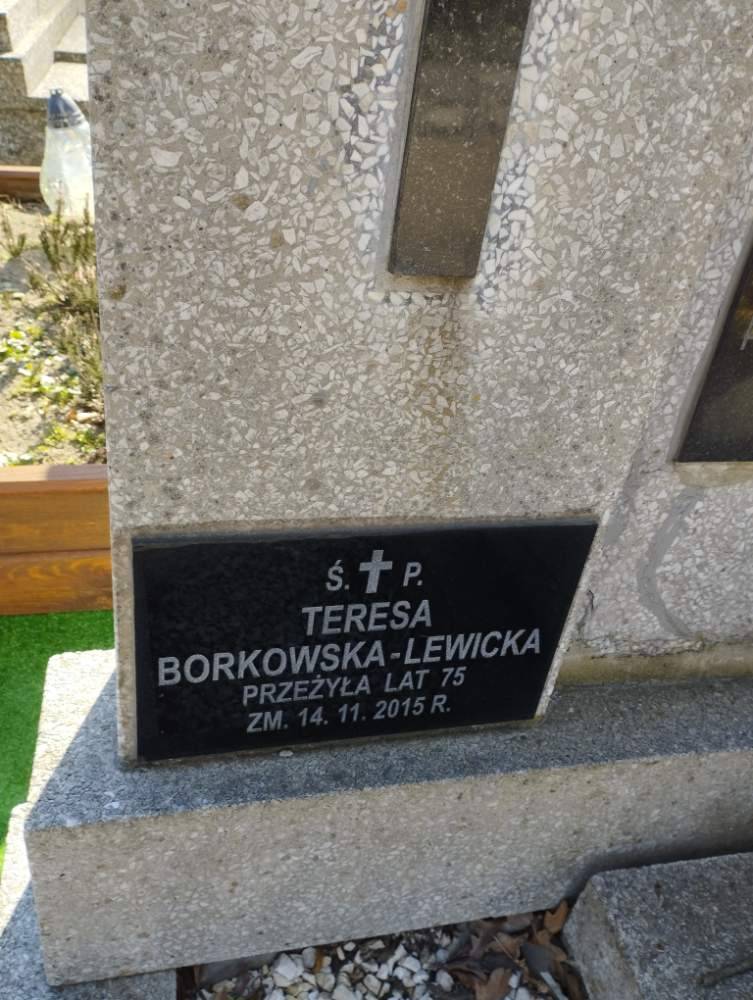 Ś. P.
TERESA
BORKOWSKA-LEWICKA
PRZEŻYŁA LAT 75
ZM. 14. 11. 2015 R.